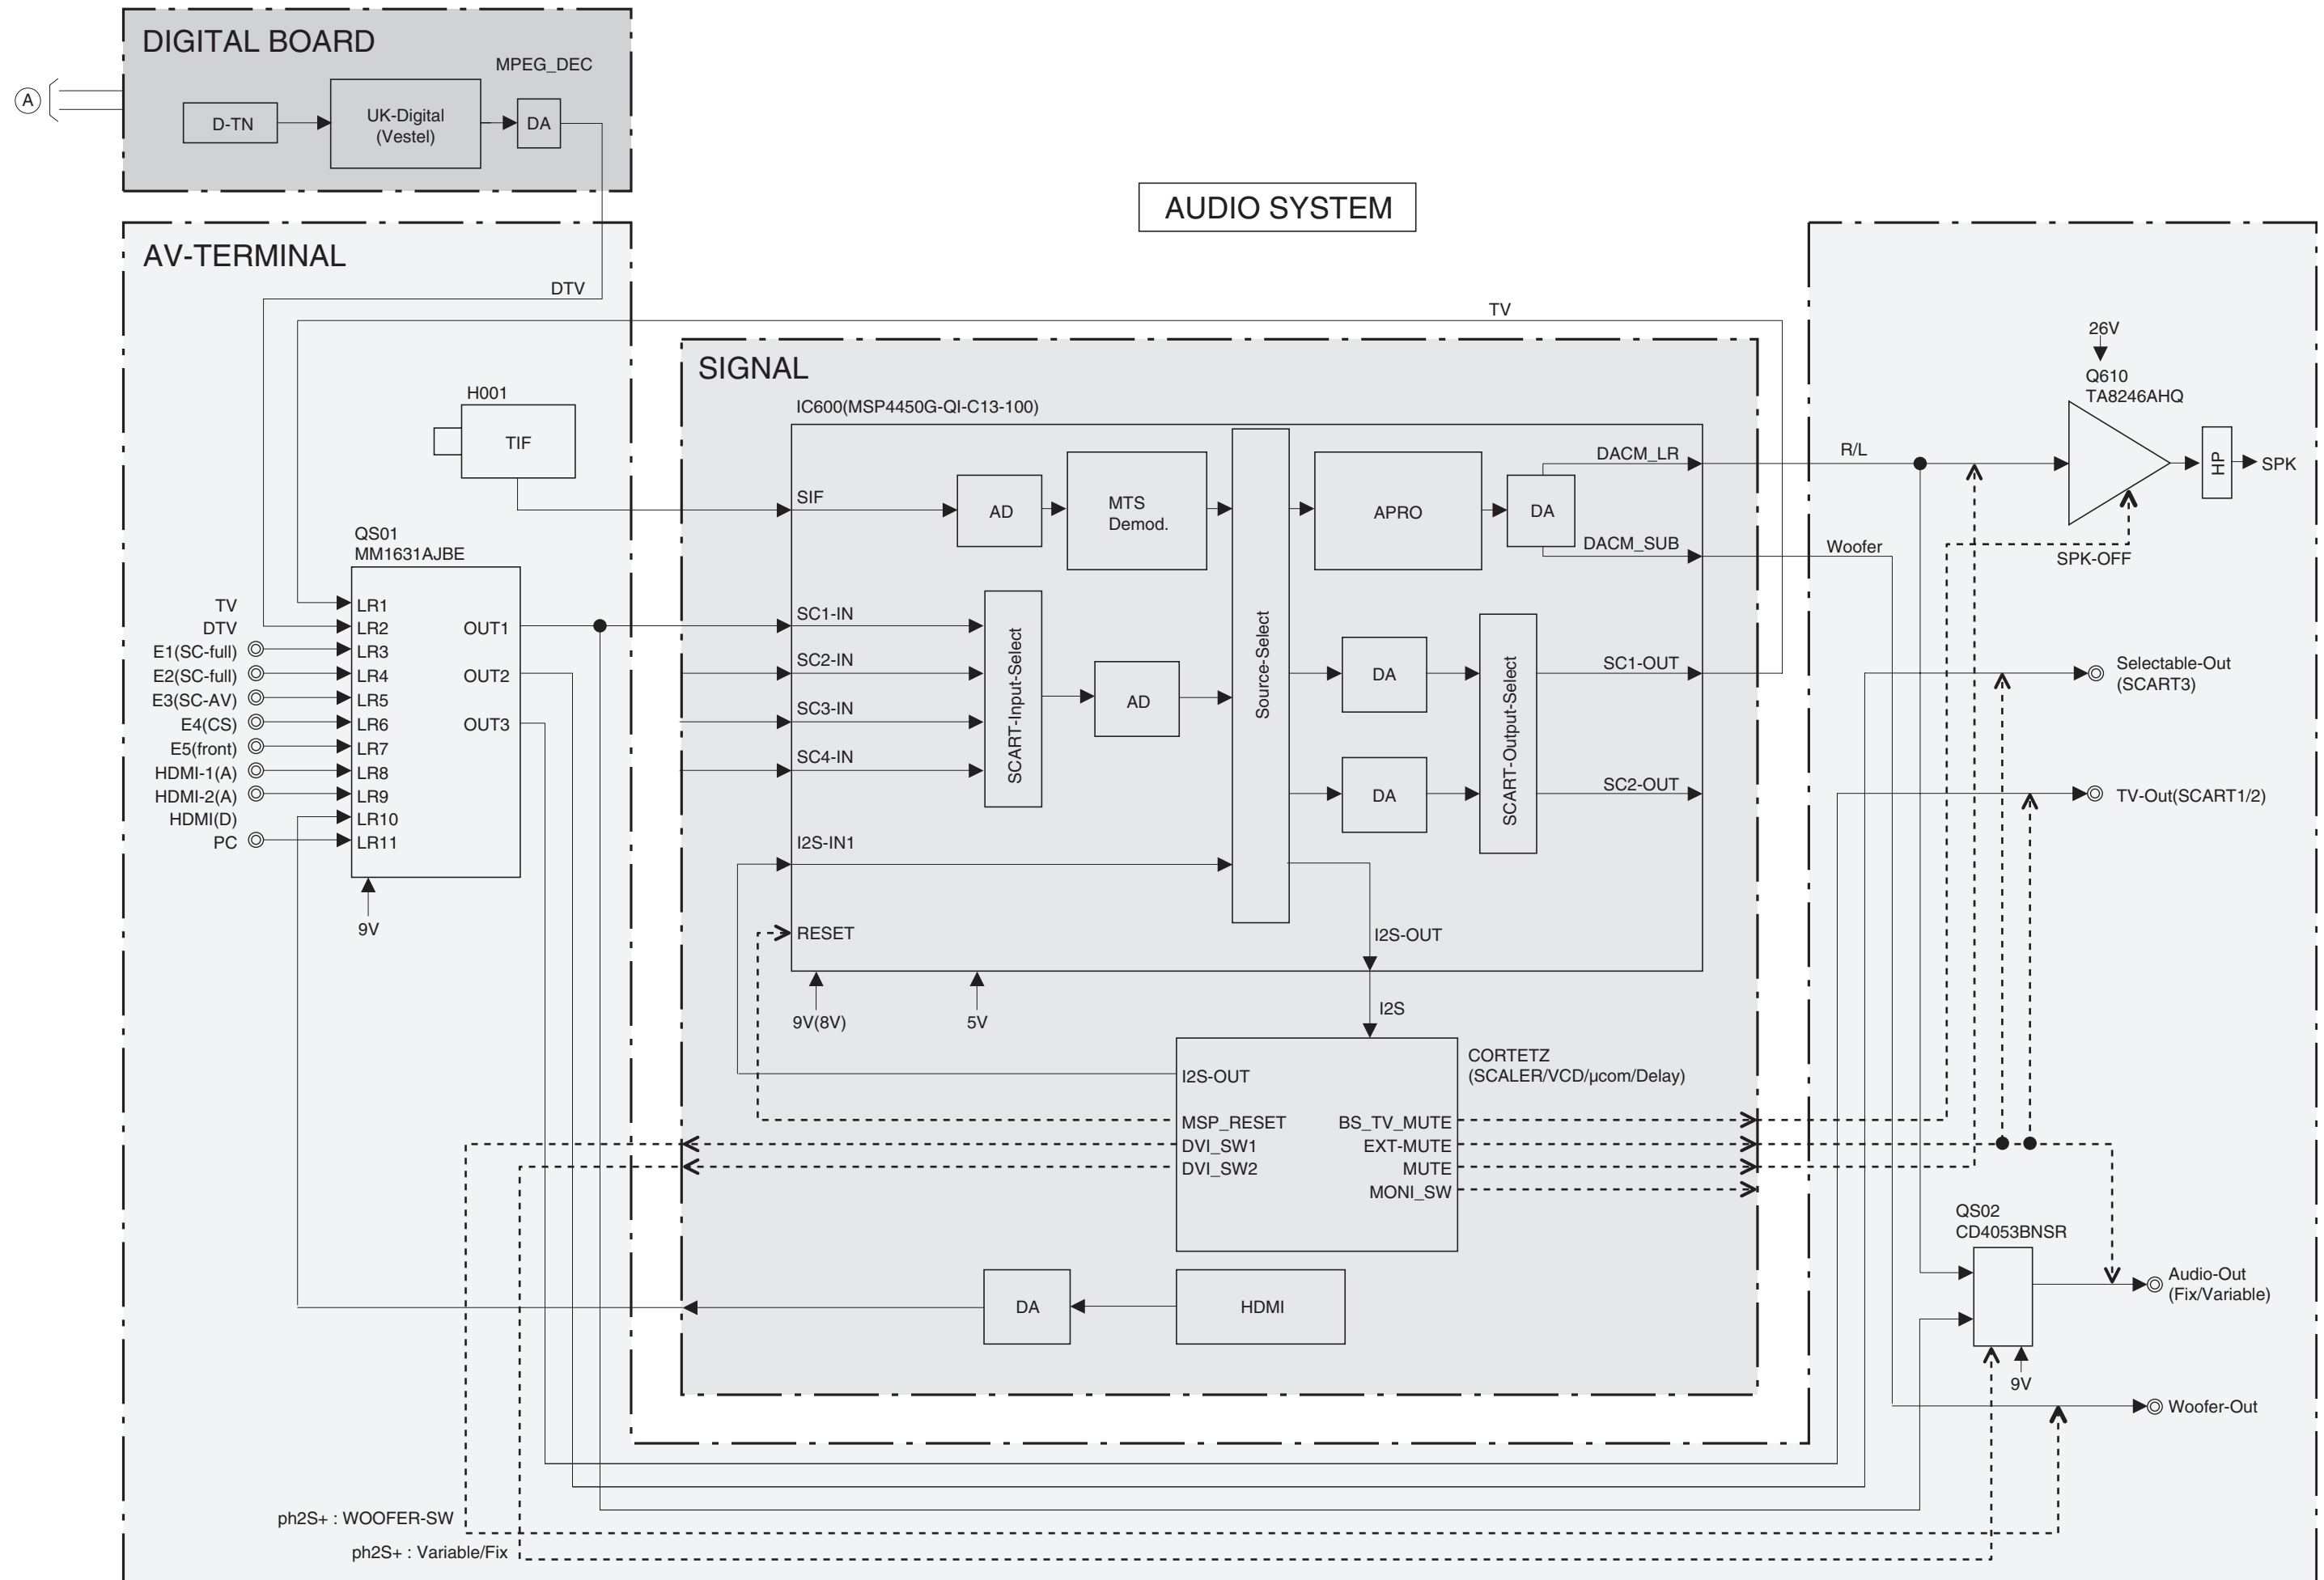 DIGITAL BOARD
MPEG_DEC
A
D-TN
UK-Digital
(Vestel)
DA
AUDIO SYSTEM
AV-TERMINAL
DTV
TV
H001
TIF
QS01
MM1631AJBE
TV
DTV
E1(SC-full)
E2(SC-full)
E3(SC-AV)
E4(CS)
E5(front)
HDMI-1(A)
HDMI-2(A)
HDMI(D)
PC
LR1
LR2
LR3
LR4
LR5
LR6
LR7
LR8
LR9
LR10
LR11
OUT1
OUT2
OUT3
9V
SIGNAL
IC600(MSP4450G-QI-C13-100)
SIF
AD
MTS
Demod.
APRO
DA
DACM_LR
DACM_SUB
SC1-IN
SC2-IN
SC3-IN
SC4-IN
SCART-Input-Select
AD
Source-Select
DA
DA
SCART-Output-Select
SC1-OUT
SC2-OUT
I2S-IN1
RESET
I2S-OUT
9V(8V)
5V
I2S
CORTETZ
(SCALER/VCD/μcom/Delay)
I2S-OUT
MSP_RESET
DVI_SW1
DVI_SW2
BS_TV_MUTE
EXT-MUTE
MUTE
MONI_SW
DA
HDMI
26V
Q610
TA8246AHQ
R/L
HP
SPK
Woofer
SPK-OFF
Selectable-Out
(SCART3)
TV-Out(SCART1/2)
QS02
CD4053BNSR
Audio-Out
(Fix/Variable)
9V
Woofer-Out
ph2S+ : WOOFER-SW
ph2S+ : Variable/Fix